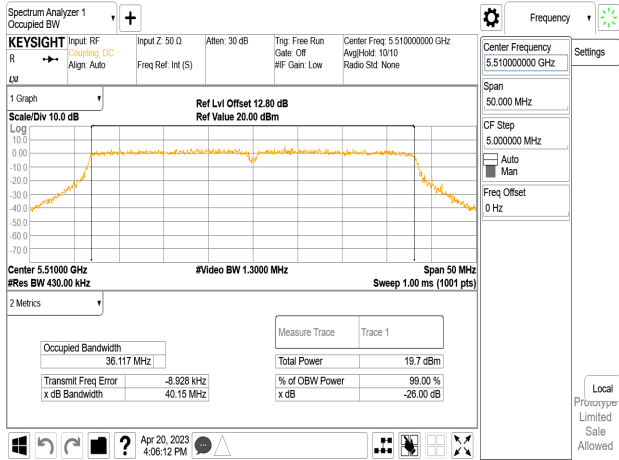 Spectrum Analyzer 1
Occupied BW
Frequency
KEYSIGHT
R
Input: RF
Coupling: DC
Align: Auto
Input Z: 50 Ω
Freq Ref: Int (S)
Atten: 30 dB
Trig: Free Run
Gate: Off
#IF Gain: Low
Center Freq: 5.510000000 GHz
Avg|Hold: 10/10
Radio Std: None
LXI
Center Frequency
5.510000000 GHz
Settings
Span
50.000 MHz
CF Step
5.000000 MHz
Auto
Man
Freq Offset
0 Hz
1 Graph
Scale/Div 10.0 dB
Ref Lvl Offset 12.80 dB
Ref Value 20.00 dBm
Log
10.0
0.00
-10.0
-20.0
-30.0
-40.0
-50.0
-60.0
-70.0
Center 5.51000 GHz
#Res BW 430.00 kHz
#Video BW 1.3000 MHz
Span 50 MHz
Sweep 1.00 ms (1001 pts)
2 Metrics
Measure Trace
Trace 1
Occupied Bandwidth
36.117 MHz
Total Power
19.7 dBm
Transmit Freq Error
-8.928 kHz
% of OBW Power
99.00 %
x dB Bandwidth
40.15 MHz
x dB
-26.00 dB
Local
Prototype
Limited
Sale
Allowed
?
Apr 20, 2023
4:06:12 PM